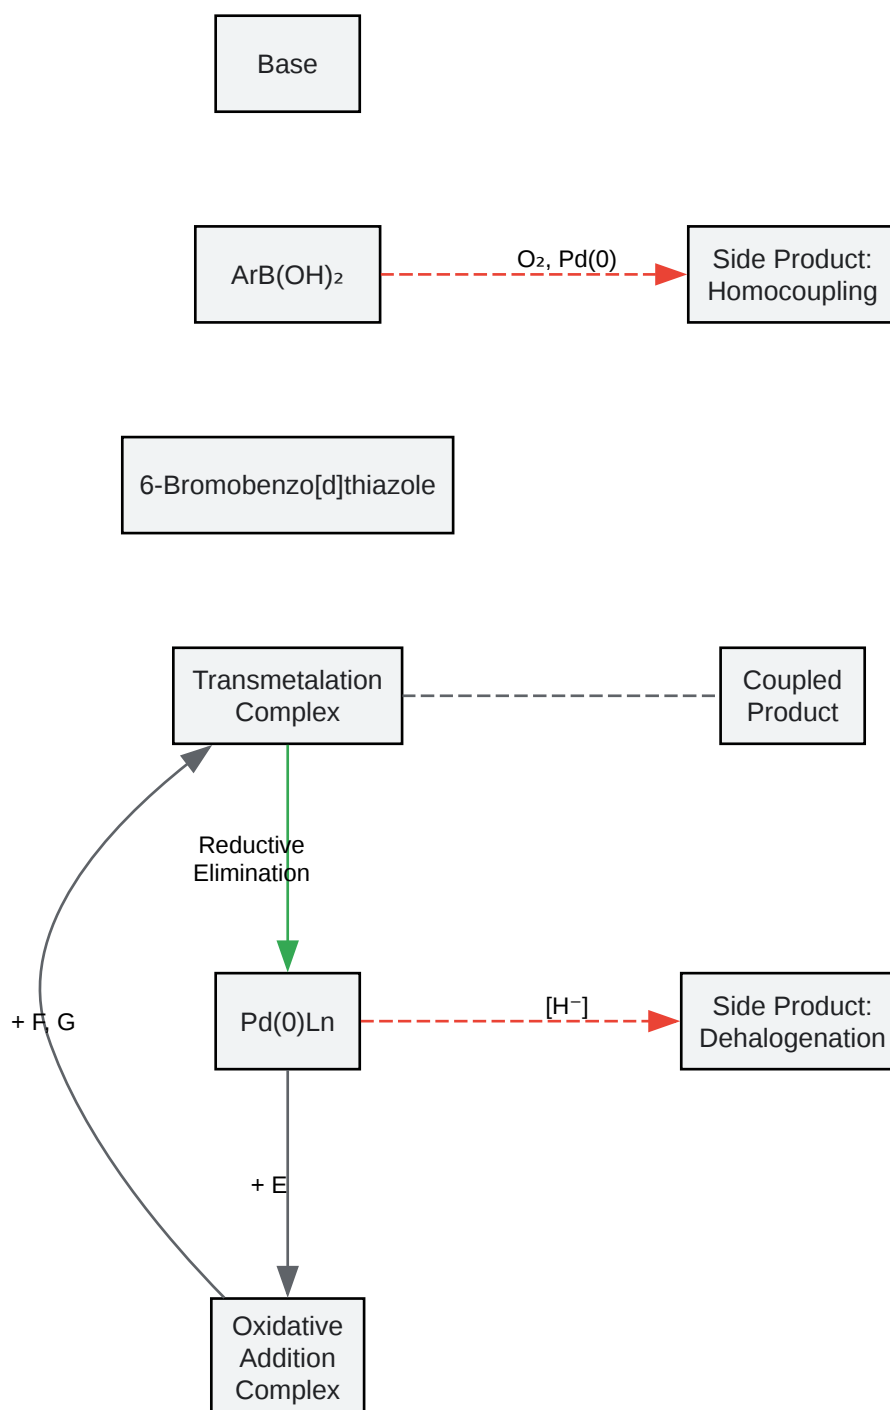 Base
ArB(OH)₂
O₂, Pd(0)
Side Product:
Homocoupling
6-Bromobenzo[d]thiazole
Transmetalation
Complex
Coupled
Product
Reductive
Elimination
+ F, G
Pd(0)Ln
[H⁻]
Side Product:
Dehalogenation
+ E
Oxidative
Addition
Complex